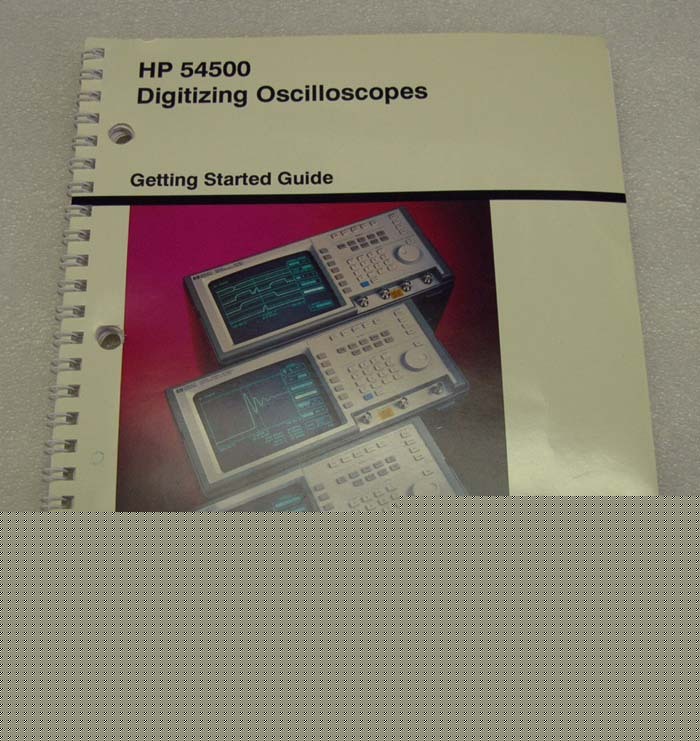 HP 54500
Digitizing Oscilloscopes
Getting Started Guide